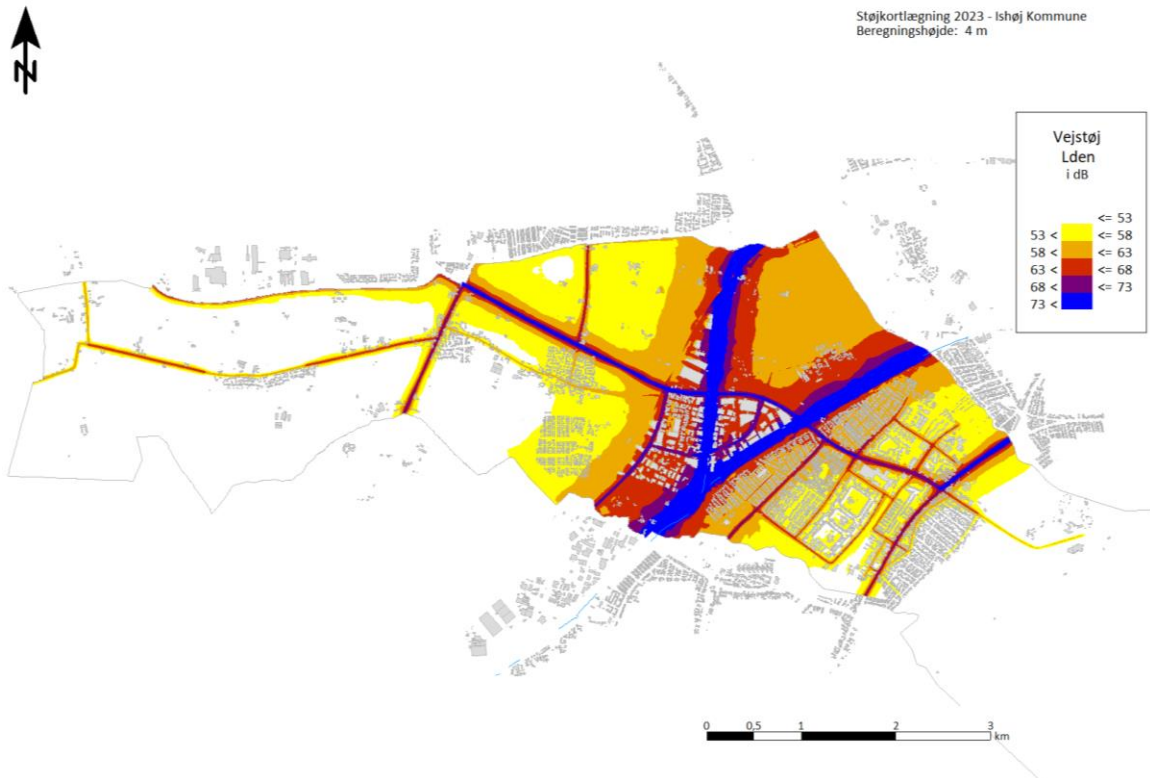 Støjkortlægning 2023 - Ishøj Kommune
Beregningshøjde: 4 m
N
Vejstøj
Lden
i dB
<= 53
53 < <= 58
58 < <= 63
63 < <= 68
68 < <= 73
73 <
0 0,5 1 2 3
km